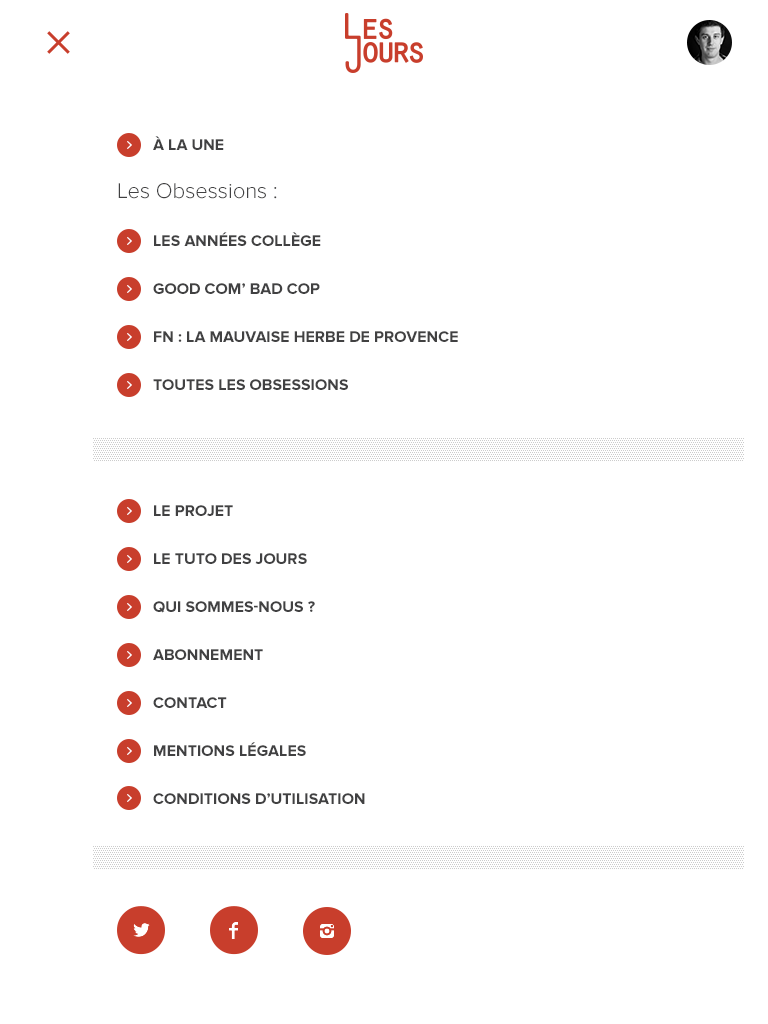 LES
JOURS
À LA UNE
Les Obsessions :
LES ANNÉES COLLÈGE
GOOD COM’ BAD COP
FN : LA MAUVAISE HERBE DE PROVENCE
TOUTES LES OBSESSIONS
LE PROJET
LE TUTO DES JOURS
QUI SOMMES-NOUS ?
ABONNEMENT
CONTACT
MENTIONS LÉGALES
CONDITIONS D’UTILISATION